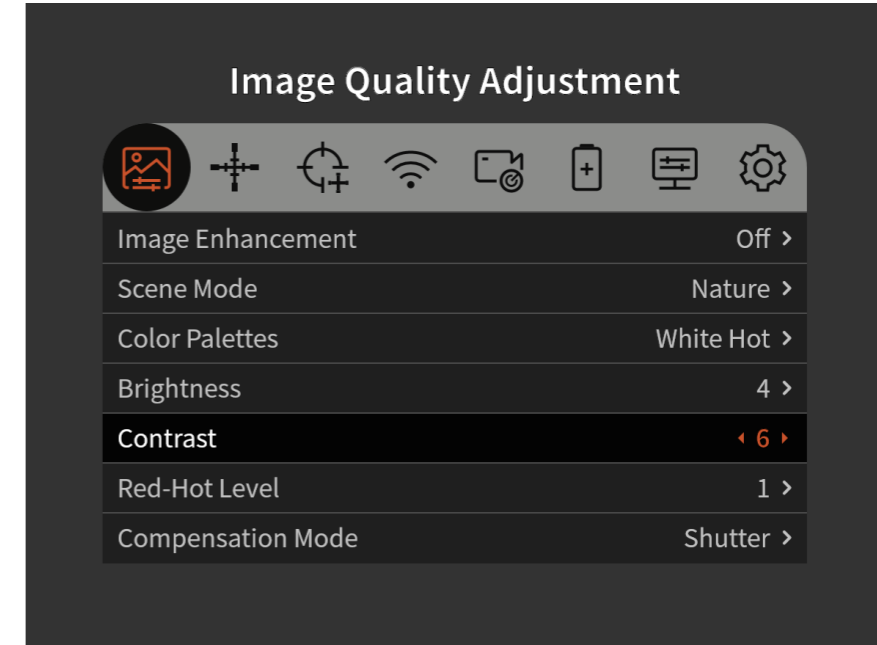 Image Quality Adjustment
Image Enhancement Off
Scene Mode Nature
Color Palettes White Hot
Brightness 4
Contrast 6
Red-Hot Level 1
Compensation Mode Shutter